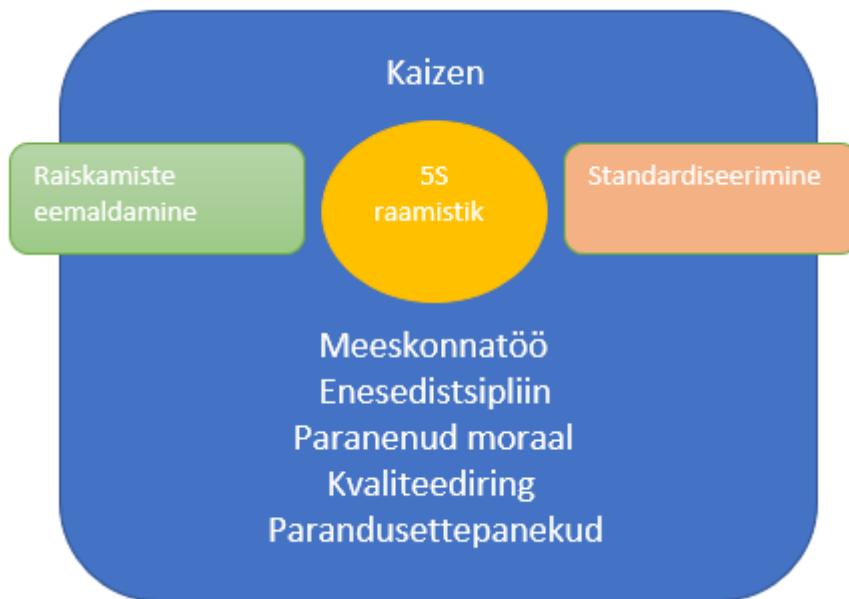 Kaizen
Raiskamiste
eemaldamine
5S
raamistik
Standardiseerimine
Meeskonnatöö
Enesedistsipliin
Paranenud moraal
Kvaliteediring
Parandusettepanekud